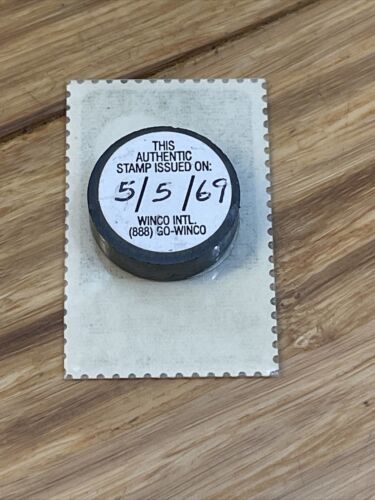 THIS
AUTHENTIC
STAMP ISSUED ON:
5/5/69
WINCO INTL.
(888) GO-WINCO